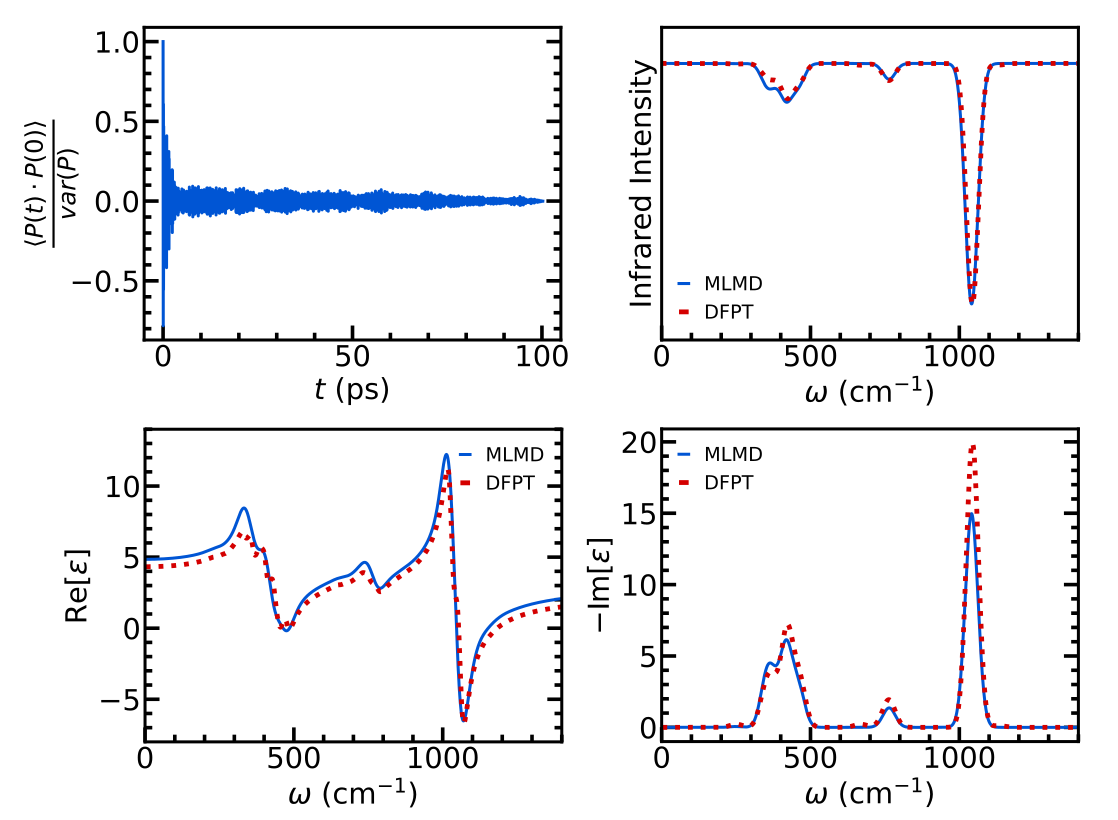 1.0
0.5
0.0
−0.5
⟨P(t) · P(0)⟩
var(P)
0
50
100
t (ps)
Infrared Intensity
MLMD
DFPT
0
500
1000
ω (cm⁻¹)
10
5
0
−5
Re[ε]
MLMD
DFPT
0
500
1000
ω (cm⁻¹)
20
15
10
5
0
−Im[ε]
MLMD
DFPT
0
500
1000
ω (cm⁻¹)